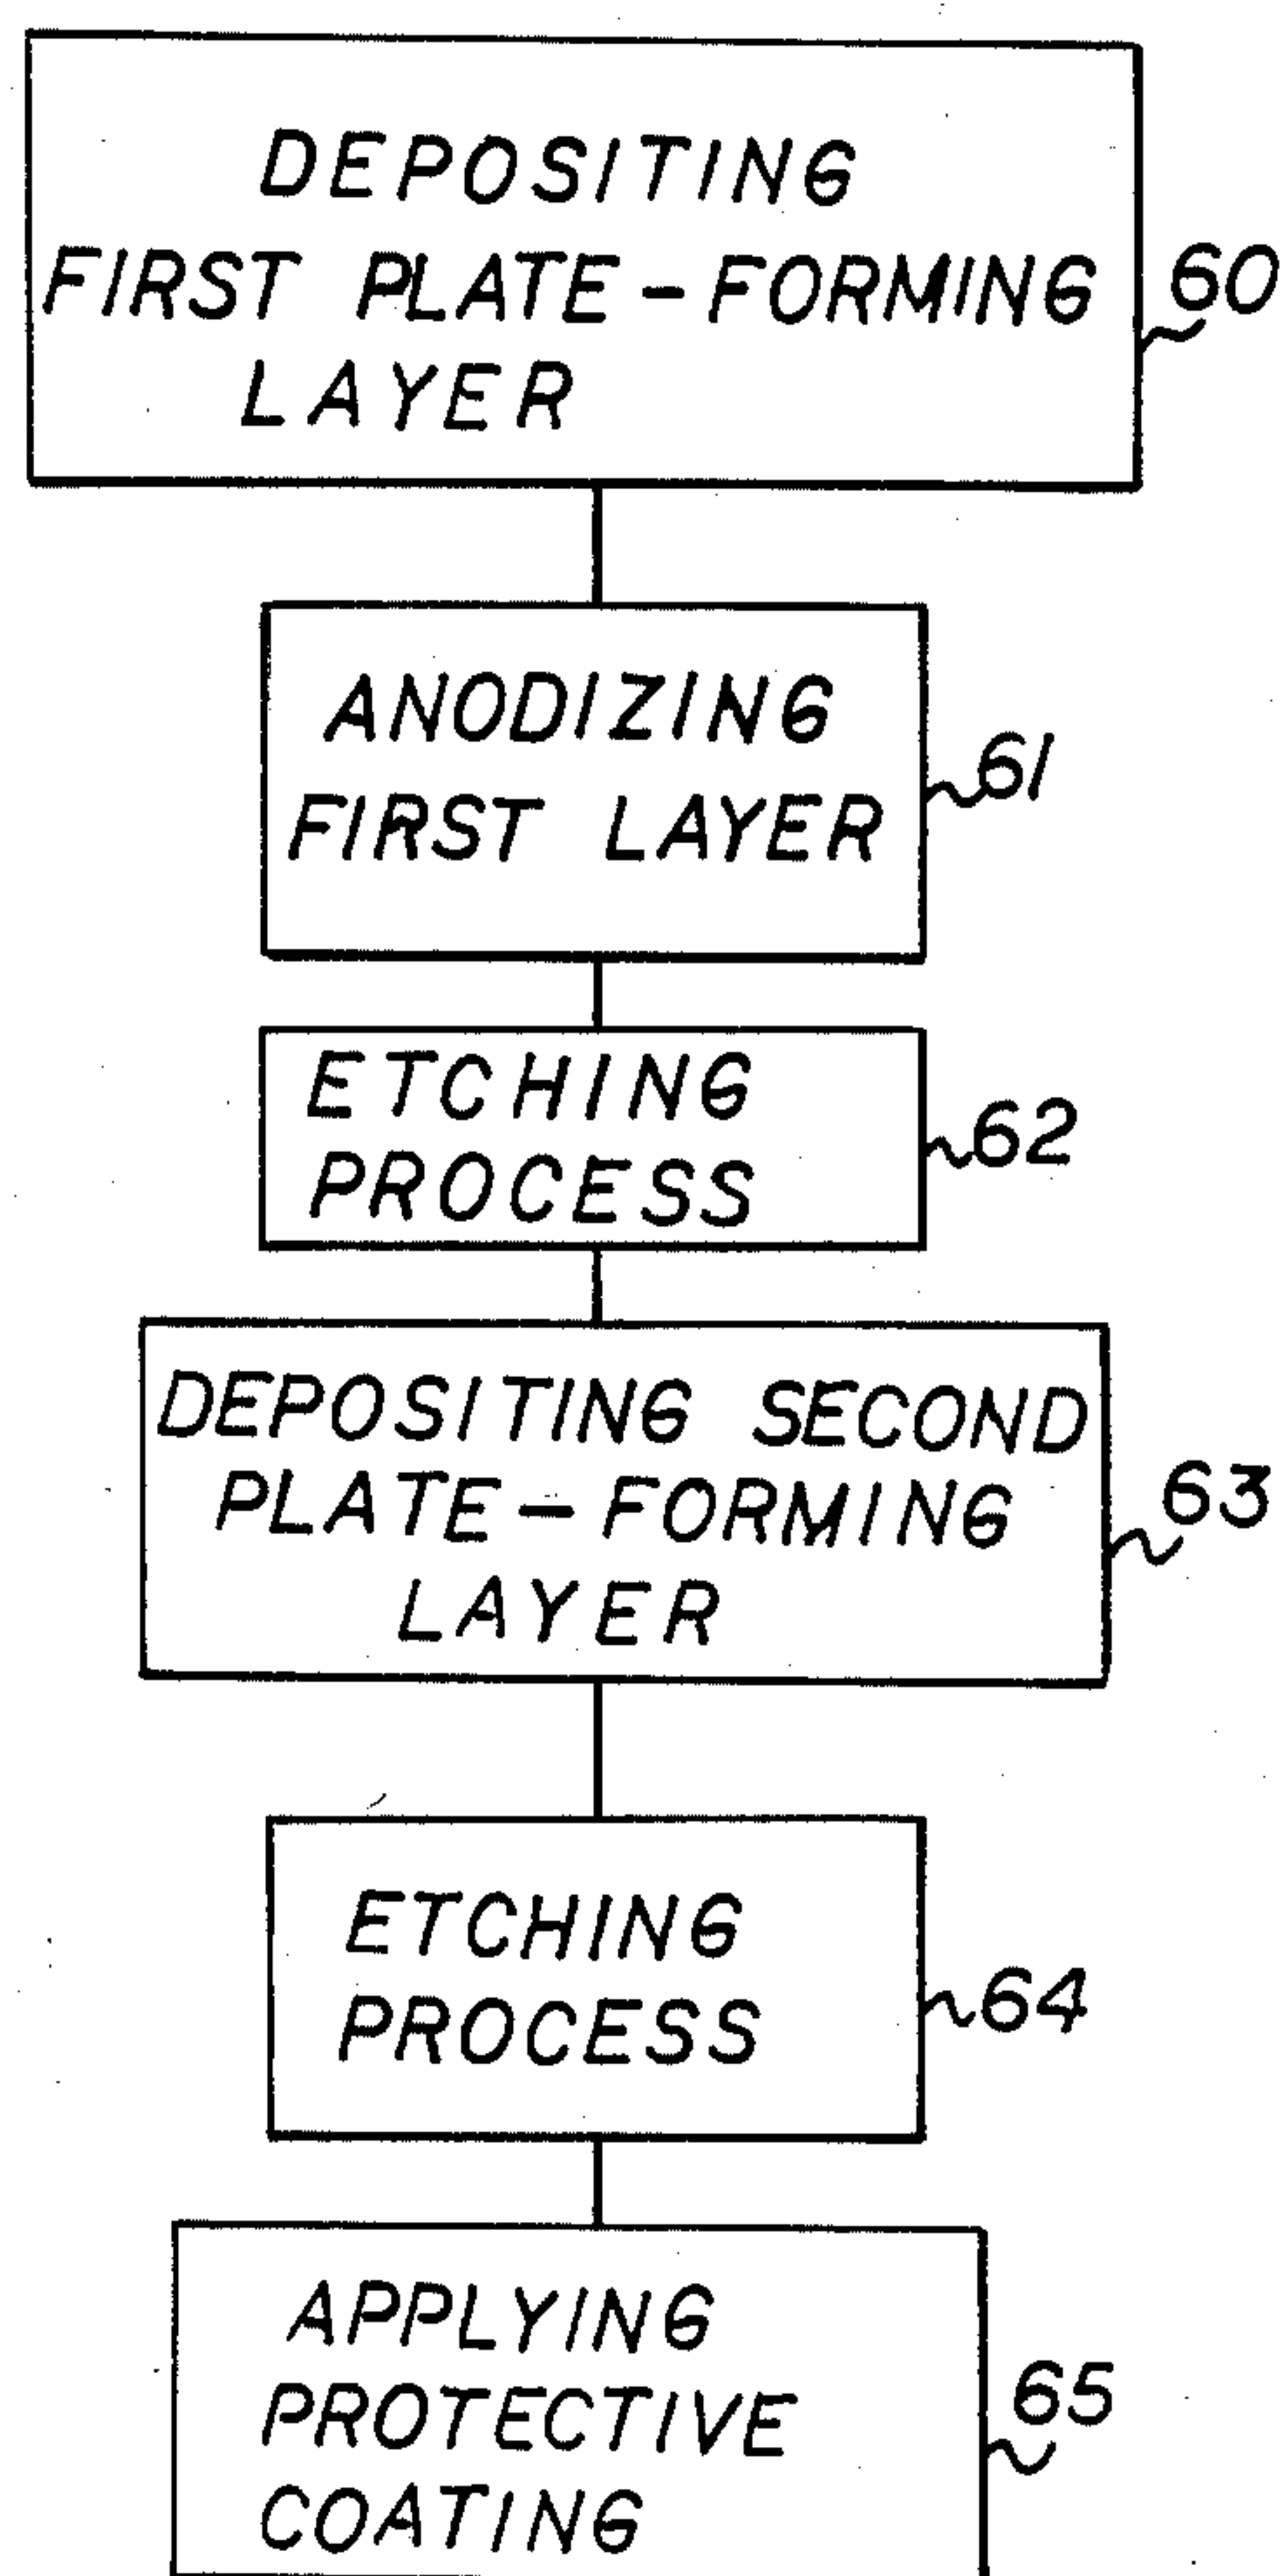 DEPOSITING
FIRST PLATE-FORMING
LAYER
60
ANODIZING
FIRST LAYER
61
ETCHING
PROCESS
62
DEPOSITING SECOND
PLATE-FORMING
LAYER
63
ETCHING
PROCESS
64
APPLYING
PROTECTIVE
COATING
65